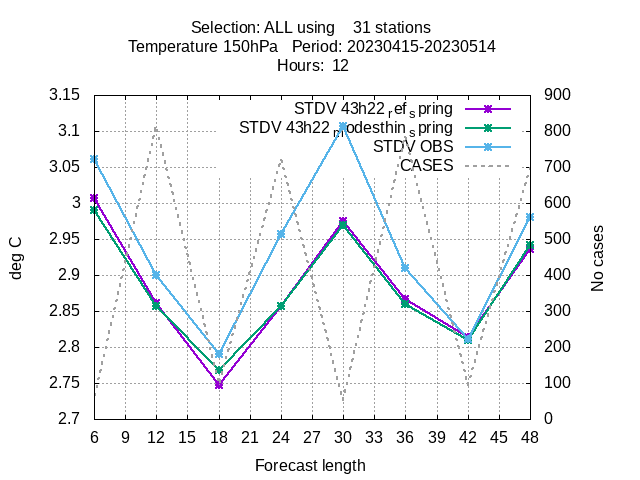 Selection: ALL using    31 stations
Temperature 150hPa   Period: 20230415-20230514
Hours:  12
STDV 43h22_ref_spring
STDV 43h22_modesthin_spring
STDV OBS
CASES
3.15
3.1
3.05
3
2.95
2.9
2.85
2.8
2.75
2.7
deg C
900
800
700
600
500
400
300
200
100
0
No cases
6 9 12 15 18 21 24 27 30 33 36 39 42 45 48
Forecast length